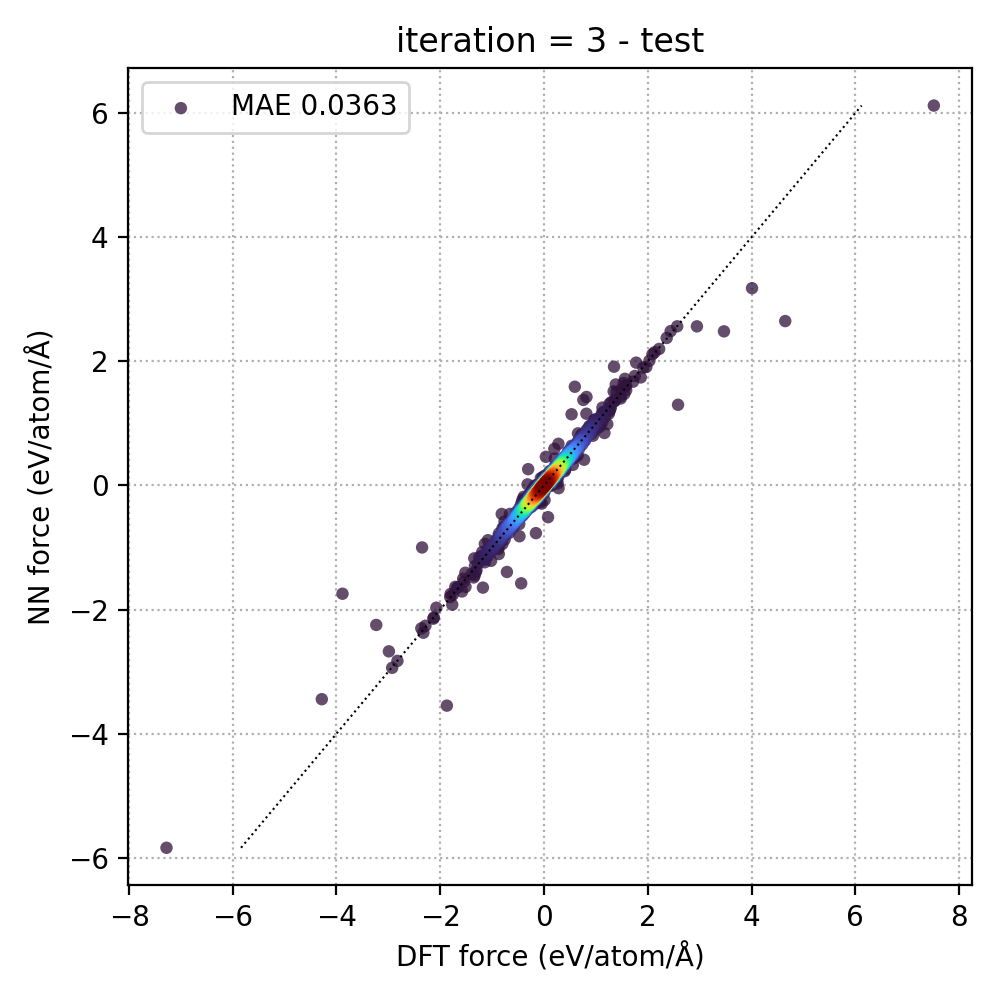 iteration = 3 - test
MAE 0.0363
6
4
2
0
−2
−4
−6
NN force (eV/atom/Å)
−8 −6 −4 −2 0 2 4 6 8
DFT force (eV/atom/Å)